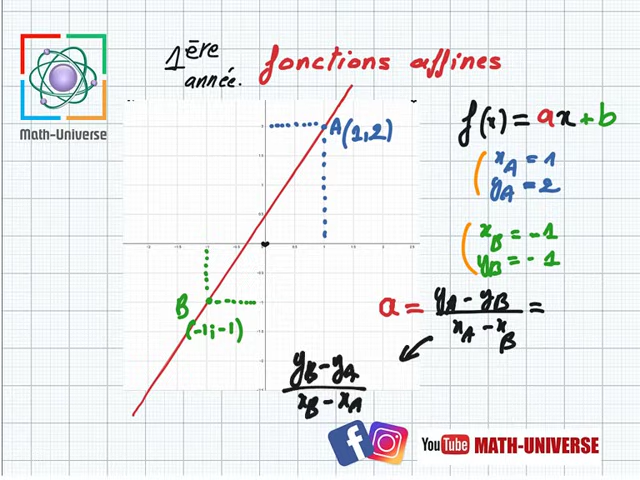 1ère année. fonctions affines
Math-Universe
f(x) = ax + b
A(1,2)
xA = 1
yA = 2
xB = -1
yB = -1
B
(-1;-1)
a = yA - yB / xA - xB =
yB - yA / xB - xA
YouTube MATH-UNIVERSE